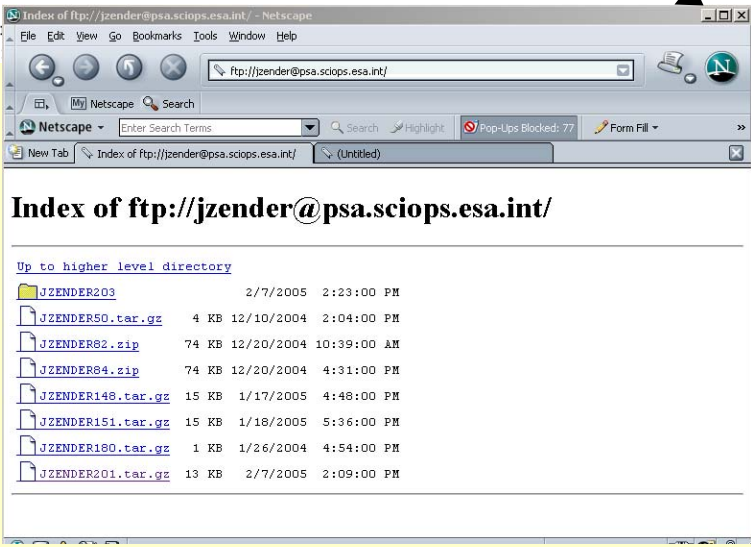 Index of ftp://jzender@psa.sciops.esa.int/ - Netscape
File Edit View Go Bookmarks Tools Window Help
ftp://jzender@psa.sciops.esa.int/
N
My Netscape Search
N Netscape Enter Search Terms Search Highlight Pop-Ups Blocked: 77 Form Fill »
New Tab Index of ftp://jzender@psa.sciops.esa.int/ (Untitled)
Index of ftp://jzender@psa.sciops.esa.int/
Up to higher level directory
JZENDER203 2/7/2005 2:23:00 PM
JZENDER50.tar.gz 4 KB 12/10/2004 2:04:00 PM
JZENDER82.zip 74 KB 12/20/2004 10:39:00 AM
JZENDER84.zip 74 KB 12/20/2004 4:31:00 PM
JZENDER148.tar.gz 15 KB 1/17/2005 4:48:00 PM
JZENDER151.tar.gz 15 KB 1/18/2005 5:36:00 PM
JZENDER180.tar.gz 1 KB 1/26/2004 4:54:00 PM
JZENDER201.tar.gz 13 KB 2/7/2005 2:09:00 PM